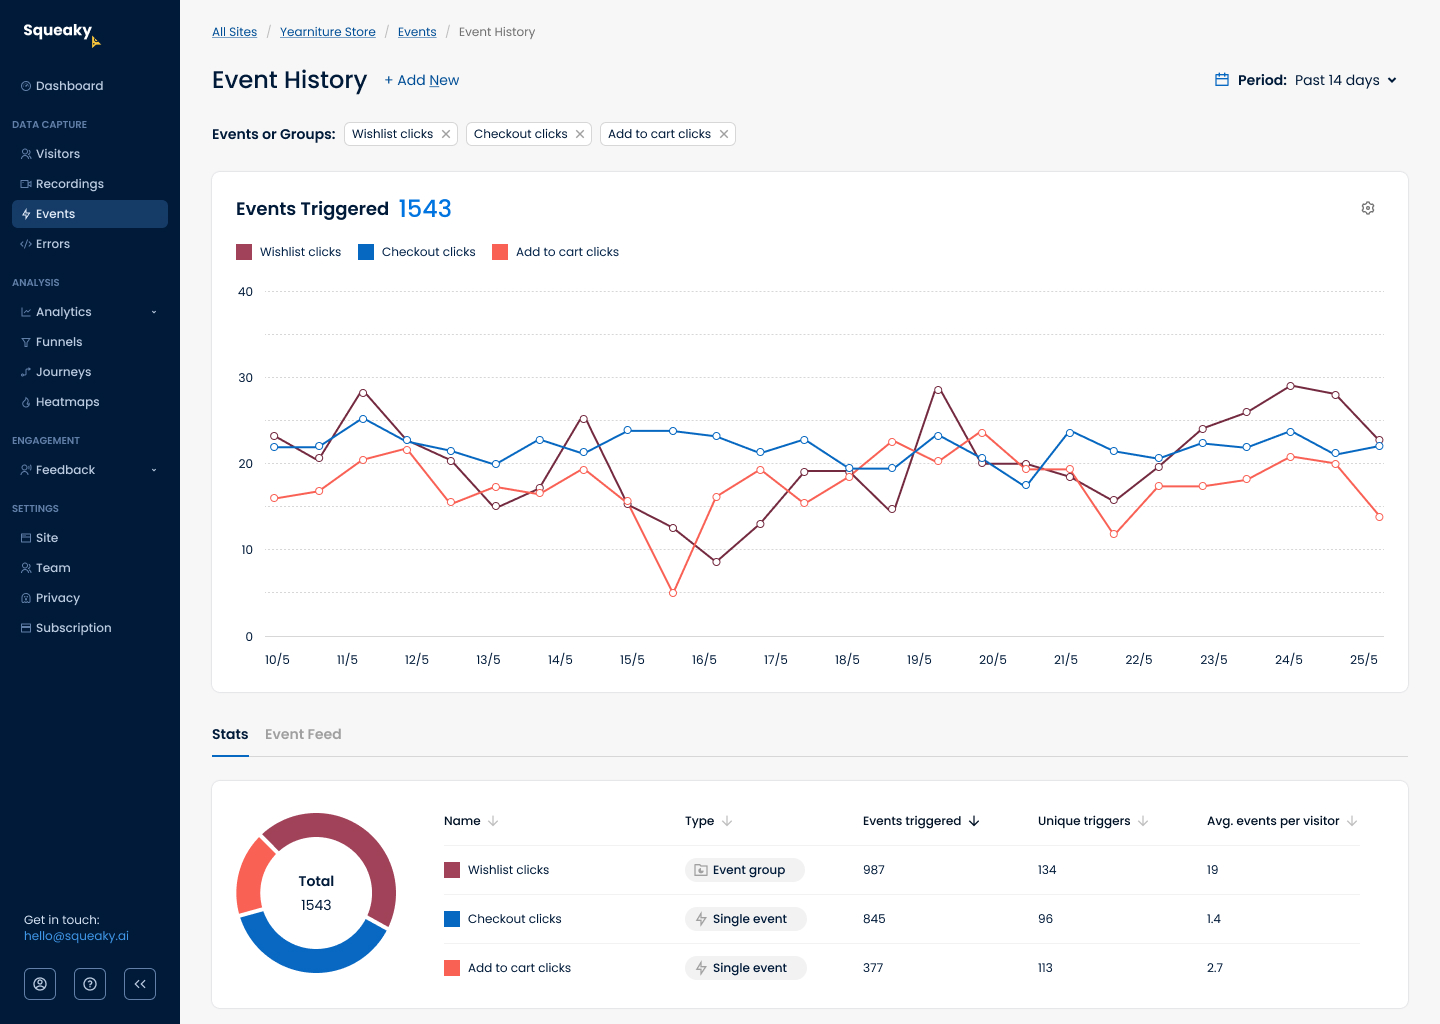 Squeaky
Dashboard
DATA CAPTURE
Visitors
Recordings
Events
Errors
ANALYSIS
Analytics
Funnels
Journeys
Heatmaps
ENGAGEMENT
Feedback
SETTINGS
Site
Team
Privacy
Subscription
Get in touch:
hello@squeaky.ai
All Sites / Yearniture Store / Events / Event History
Event History + Add New
Period: Past 14 days
Events or Groups: Wishlist clicks Checkout clicks Add to cart clicks
Events Triggered 1543
Wishlist clicks Checkout clicks Add to cart clicks
40
30
20
10
0
10/5 11/5 12/5 13/5 14/5 15/5 16/5 17/5 18/5 19/5 20/5 21/5 22/5 23/5 24/5 25/5
Stats Event Feed
Total
1543
Name Type Events triggered Unique triggers Avg. events per visitor
Wishlist clicks Event group 987 134 19
Checkout clicks Single event 845 96 1.4
Add to cart clicks Single event 377 113 2.7